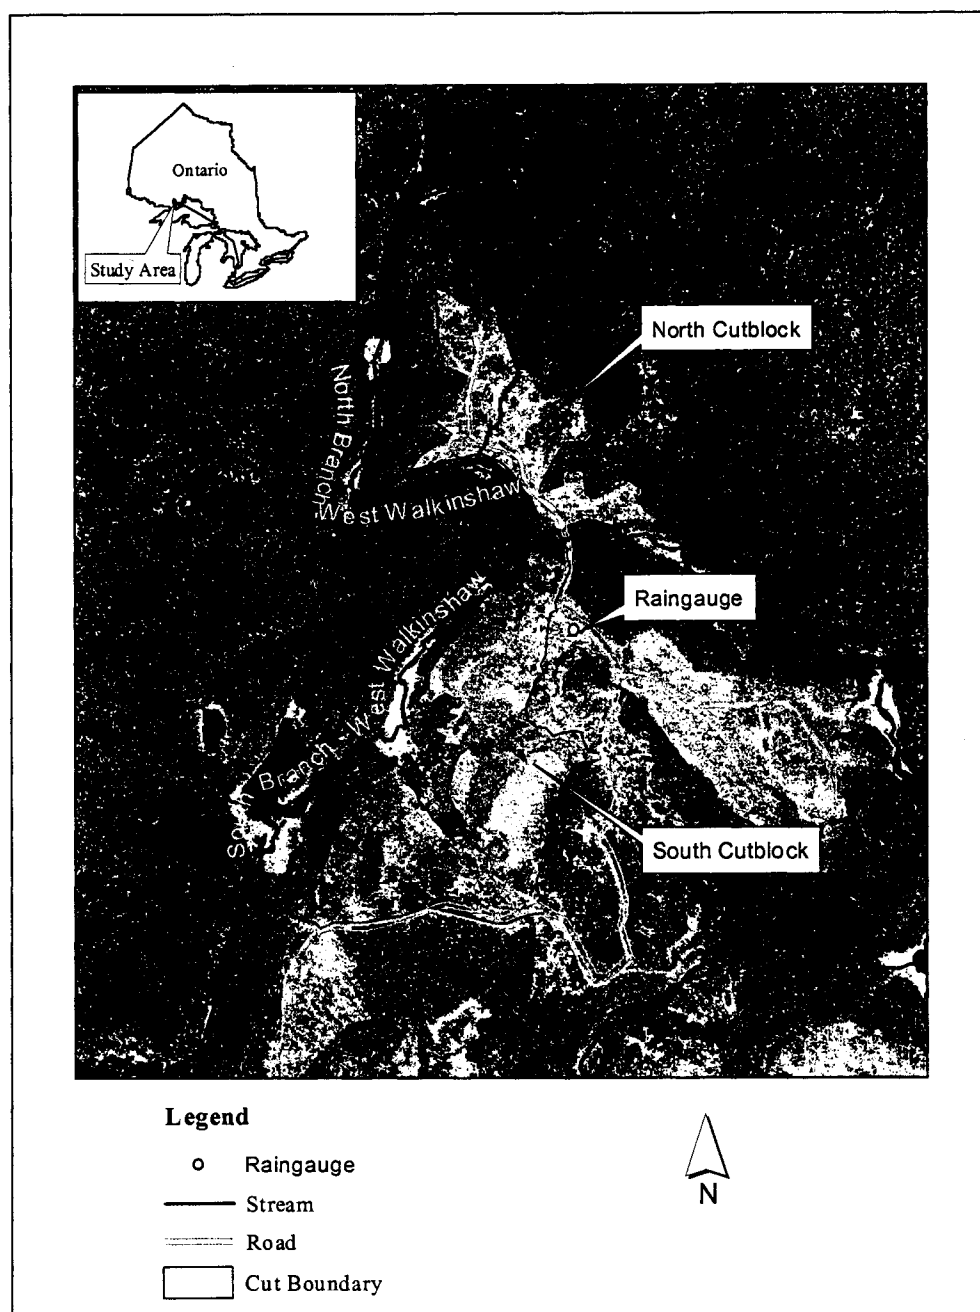 Ontario
Study Area
North Cutblock
North Branch
West Walkinshaw
Raingauge
South Branch - West Walkinshaw
South Cutblock
Legend
Raingauge
Stream
Road
Cut Boundary
N